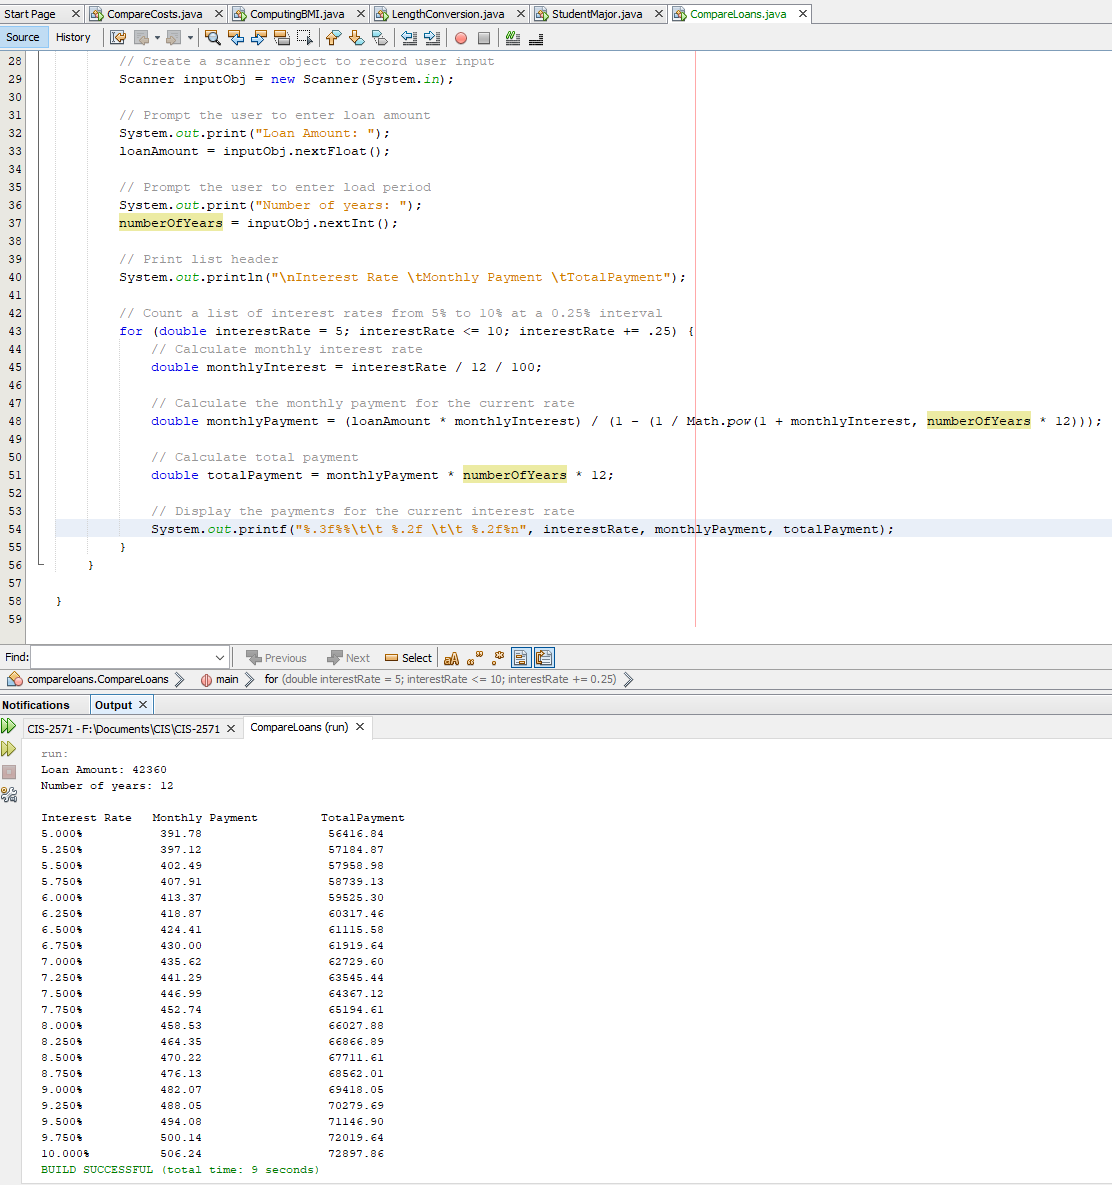 Start Page CompareCosts.java ComputingBMI.java LengthConversion.java StudentMajor.java CompareLoans.java
Source History
28 // Create a scanner object to record user input
29 Scanner inputObj = new Scanner(System.in);
30
31 // Prompt the user to enter loan amount
32 System.out.print("Loan Amount: ");
33 loanAmount = inputObj.nextFloat();
34
35 // Prompt the user to enter load period
36 System.out.print("Number of years: ");
37 numberOfYears = inputObj.nextInt();
38
39 // Print list header
40 System.out.println("\nInterest Rate \tMonthly Payment \tTotalPayment");
41
42 // Count a list of interest rates from 5% to 10% at a 0.25% interval
43 for (double interestRate = 5; interestRate <= 10; interestRate += .25) {
44 // Calculate monthly interest rate
45 double monthlyInterest = interestRate / 12 / 100;
46
47 // Calculate the monthly payment for the current rate
48 double monthlyPayment = (loanAmount * monthlyInterest) / (1 - (1 / Math.pow(1 + monthlyInterest, numberOfYears * 12)));
49
50 // Calculate total payment
51 double totalPayment = monthlyPayment * numberOfYears * 12;
52
53 // Display the payments for the current interest rate
54 System.out.printf("%.3f%%\t\t %.2f \t\t %.2f%n", interestRate, monthlyPayment, totalPayment);
55 }
56 }
57
58 }
59
Find: Previous Next Select
compareloans.CompareLoans main for (double interestRate = 5; interestRate <= 10; interestRate += 0.25)
Notifications Output
CIS-2571 - F:\Documents\CIS\CIS-2571 CompareLoans (run)
run:
Loan Amount: 42360
Number of years: 12
Interest Rate Monthly Payment TotalPayment
5.000% 391.78 56416.84
5.250% 397.12 57184.87
5.500% 402.49 57958.98
5.750% 407.91 58739.13
6.000% 413.37 59525.30
6.250% 418.87 60317.46
6.500% 424.41 61115.58
6.750% 430.00 61919.64
7.000% 435.62 62729.60
7.250% 441.29 63545.44
7.500% 446.99 64367.12
7.750% 452.74 65194.61
8.000% 458.53 66027.88
8.250% 464.35 66866.89
8.500% 470.22 67711.61
8.750% 476.13 68562.01
9.000% 482.07 69418.05
9.250% 488.05 70279.69
9.500% 494.08 71146.90
9.750% 500.14 72019.64
10.000% 506.24 72897.86
BUILD SUCCESSFUL (total time: 9 seconds)